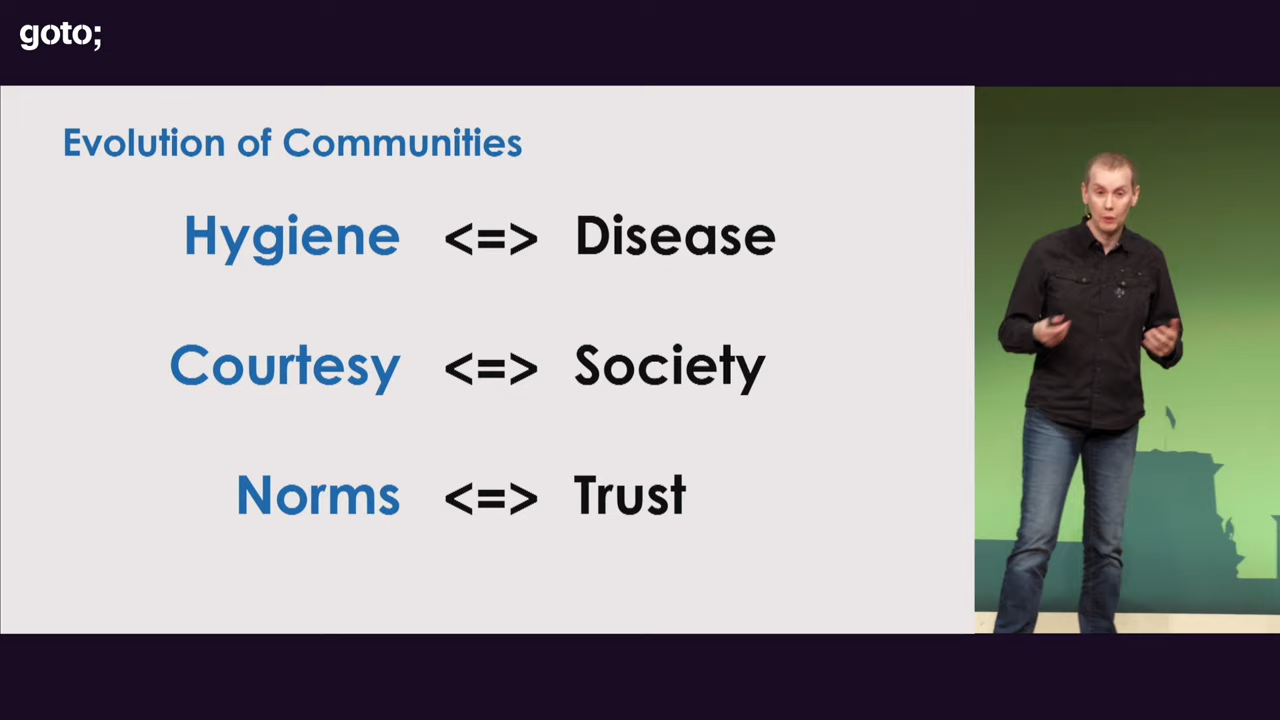 goto;
Evolution of Communities
Hygiene <=> Disease
Courtesy <=> Society
Norms <=> Trust